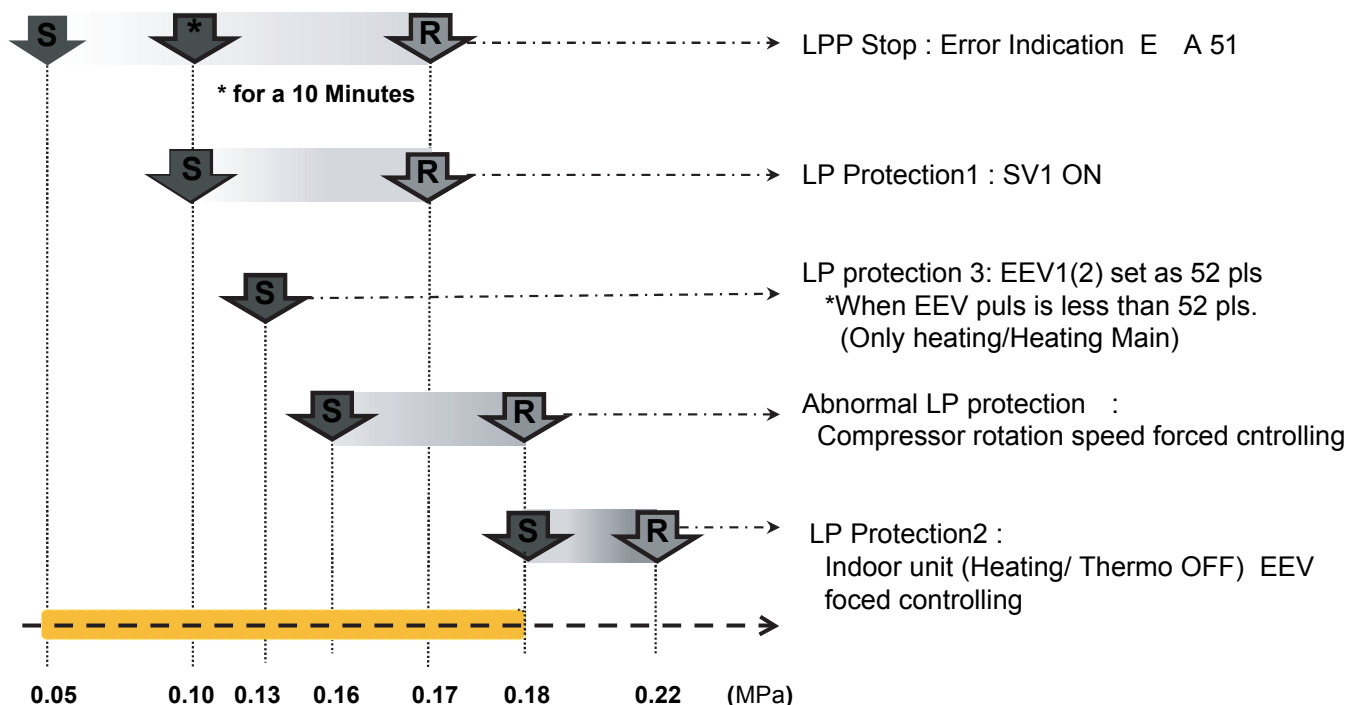 S * R LPP Stop : Error Indication E A 51
* for a 10 Minutes
S R LP Protection1 : SV1 ON
LP protection 3: EEV1(2) set as 52 pls
S *When EEV puls is less than 52 pls.
(Only heating/Heating Main)
S R Abnormal LP protection :
Compressor rotation speed forced cntrolling
S R LP Protection2 :
Indoor unit (Heating/ Thermo OFF) EEV
foced controlling
0.05 0.10 0.13 0.16 0.17 0.18 0.22 (MPa)